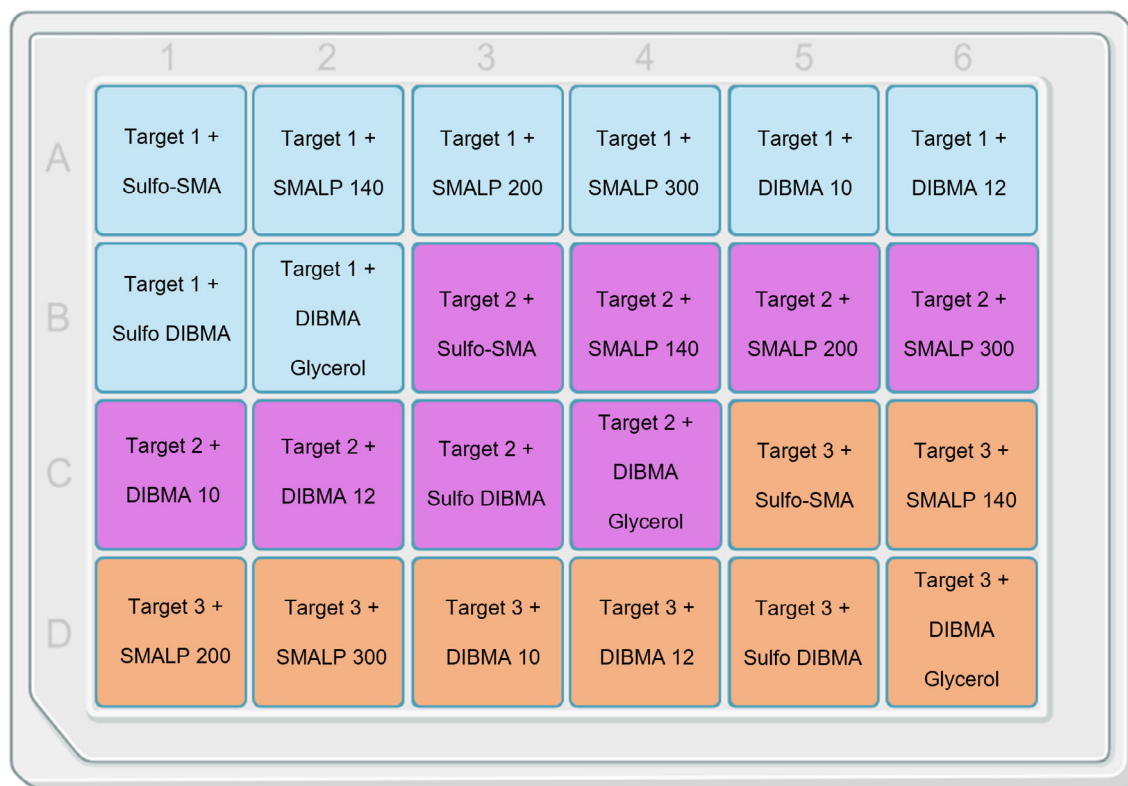 1 2 3 4 5 6
A
Target 1 +
Sulfo-SMA
Target 1 +
SMALP 140
Target 1 +
SMALP 200
Target 1 +
SMALP 300
Target 1 +
DIBMA 10
Target 1 +
DIBMA 12
B
Target 1 +
Sulfo DIBMA
Target 1 +
DIBMA
Glycerol
Target 2 +
Sulfo-SMA
Target 2 +
SMALP 140
Target 2 +
SMALP 200
Target 2 +
SMALP 300
C
Target 2 +
DIBMA 10
Target 2 +
DIBMA 12
Target 2 +
Sulfo DIBMA
Target 2 +
DIBMA
Glycerol
Target 3 +
Sulfo-SMA
Target 3 +
SMALP 140
D
Target 3 +
SMALP 200
Target 3 +
SMALP 300
Target 3 +
DIBMA 10
Target 3 +
DIBMA 12
Target 3 +
Sulfo DIBMA
Target 3 +
DIBMA
Glycerol